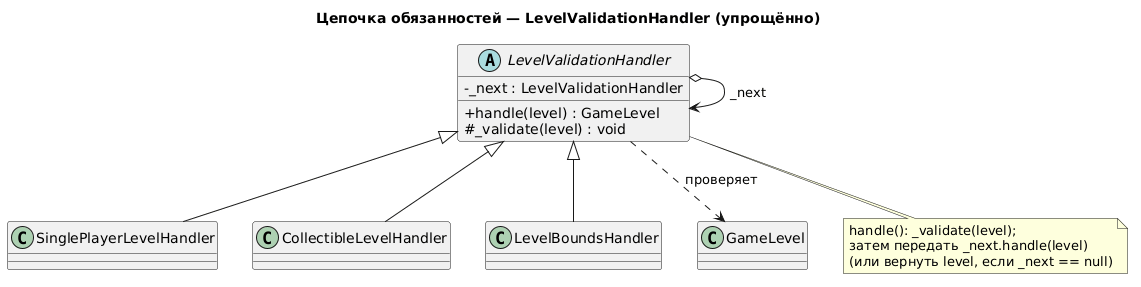 Цепочка обязанностей — LevelValidationHandler (упрощённо)
A LevelValidationHandler
-_next : LevelValidationHandler
+handle(level) : GameLevel
#_validate(level) : void
_next
проверяет
C SinglePlayerLevelHandler
C CollectibleLevelHandler
C LevelBoundsHandler
C GameLevel
handle(): _validate(level);
затем передать _next.handle(level)
(или вернуть level, если _next == null)